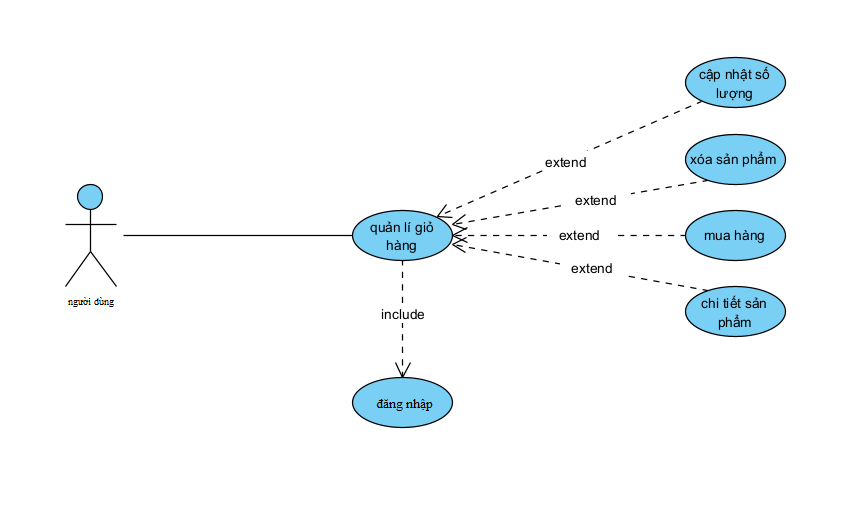 cập nhật số
lượng
extend
xóa sản phẩm
extend
quản lí giỏ
hàng
extend
mua hàng
extend
chi tiết sản
phẩm
người dùng
include
đăng nhập